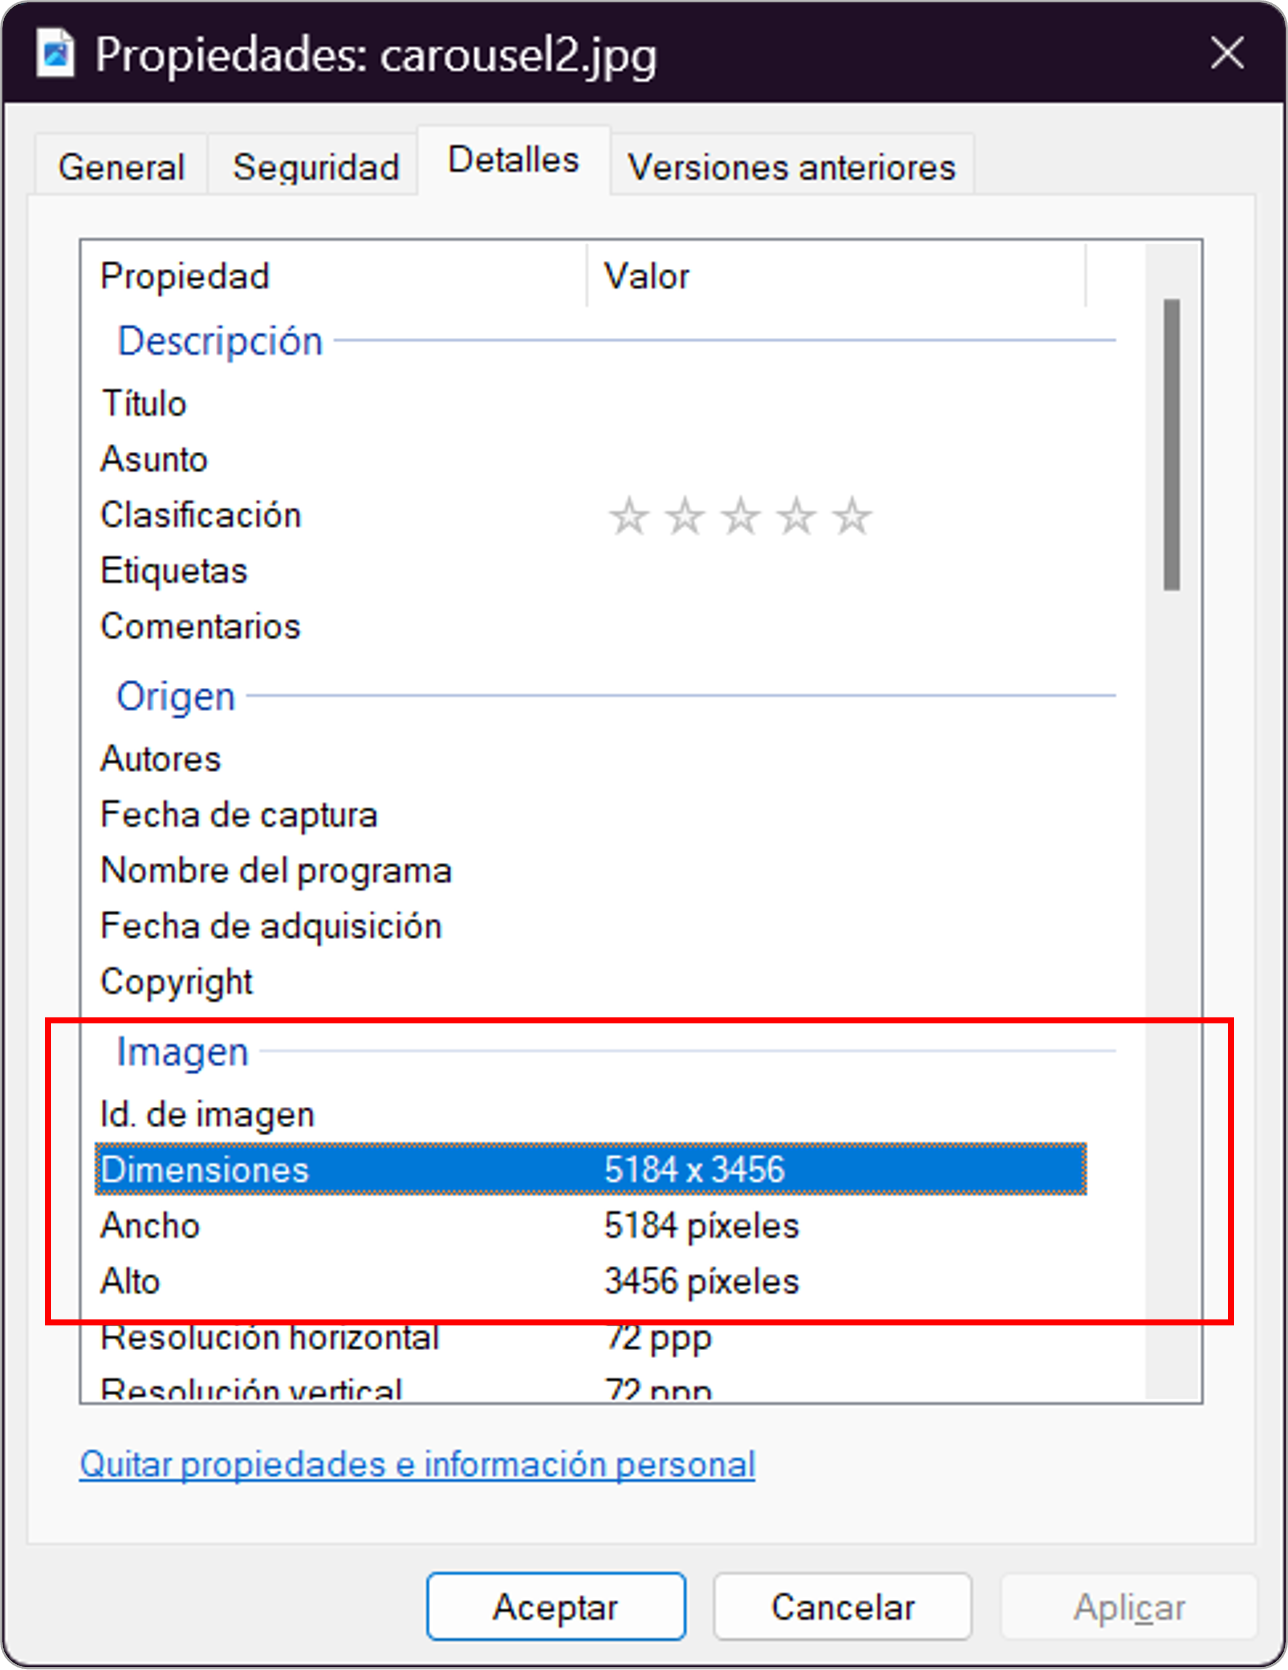 Propiedades: carousel2.jpg
General Seguridad Detalles Versiones anteriores
Propiedad Valor
Descripción
Título
Asunto
Clasificación
Etiquetas
Comentarios
Origen
Autores
Fecha de captura
Nombre del programa
Fecha de adquisición
Copyright
Imagen
Id. de imagen
Dimensiones 5184 x 3456
Ancho 5184 píxeles
Alto 3456 píxeles
Resolución horizontal 72 ppp
Resolución vertical 72 ppp
Quitar propiedades e información personal
Aceptar Cancelar Aplicar